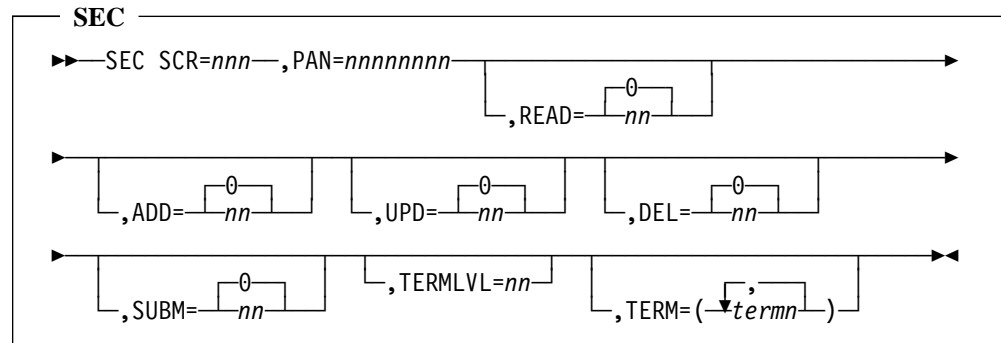 SEC
SEC SCR=nnn ,PAN=nnnnnnnn
0
,READ= nn
0 0 0
,ADD= nn ,UPD= nn ,DEL= nn
0 ,
,SUBM= nn ,TERMLVL=nn ,TERM=( termn )